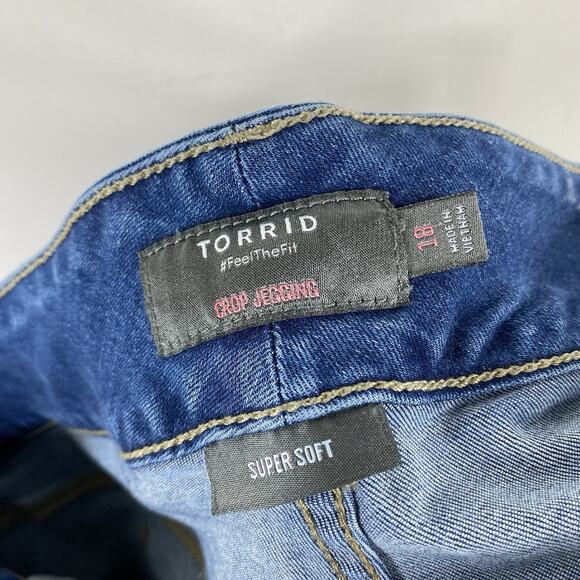 TORRID
#FeelTheFit
CROP JEGGING
18
MADE IN
VIETNAM
SUPER SOFT